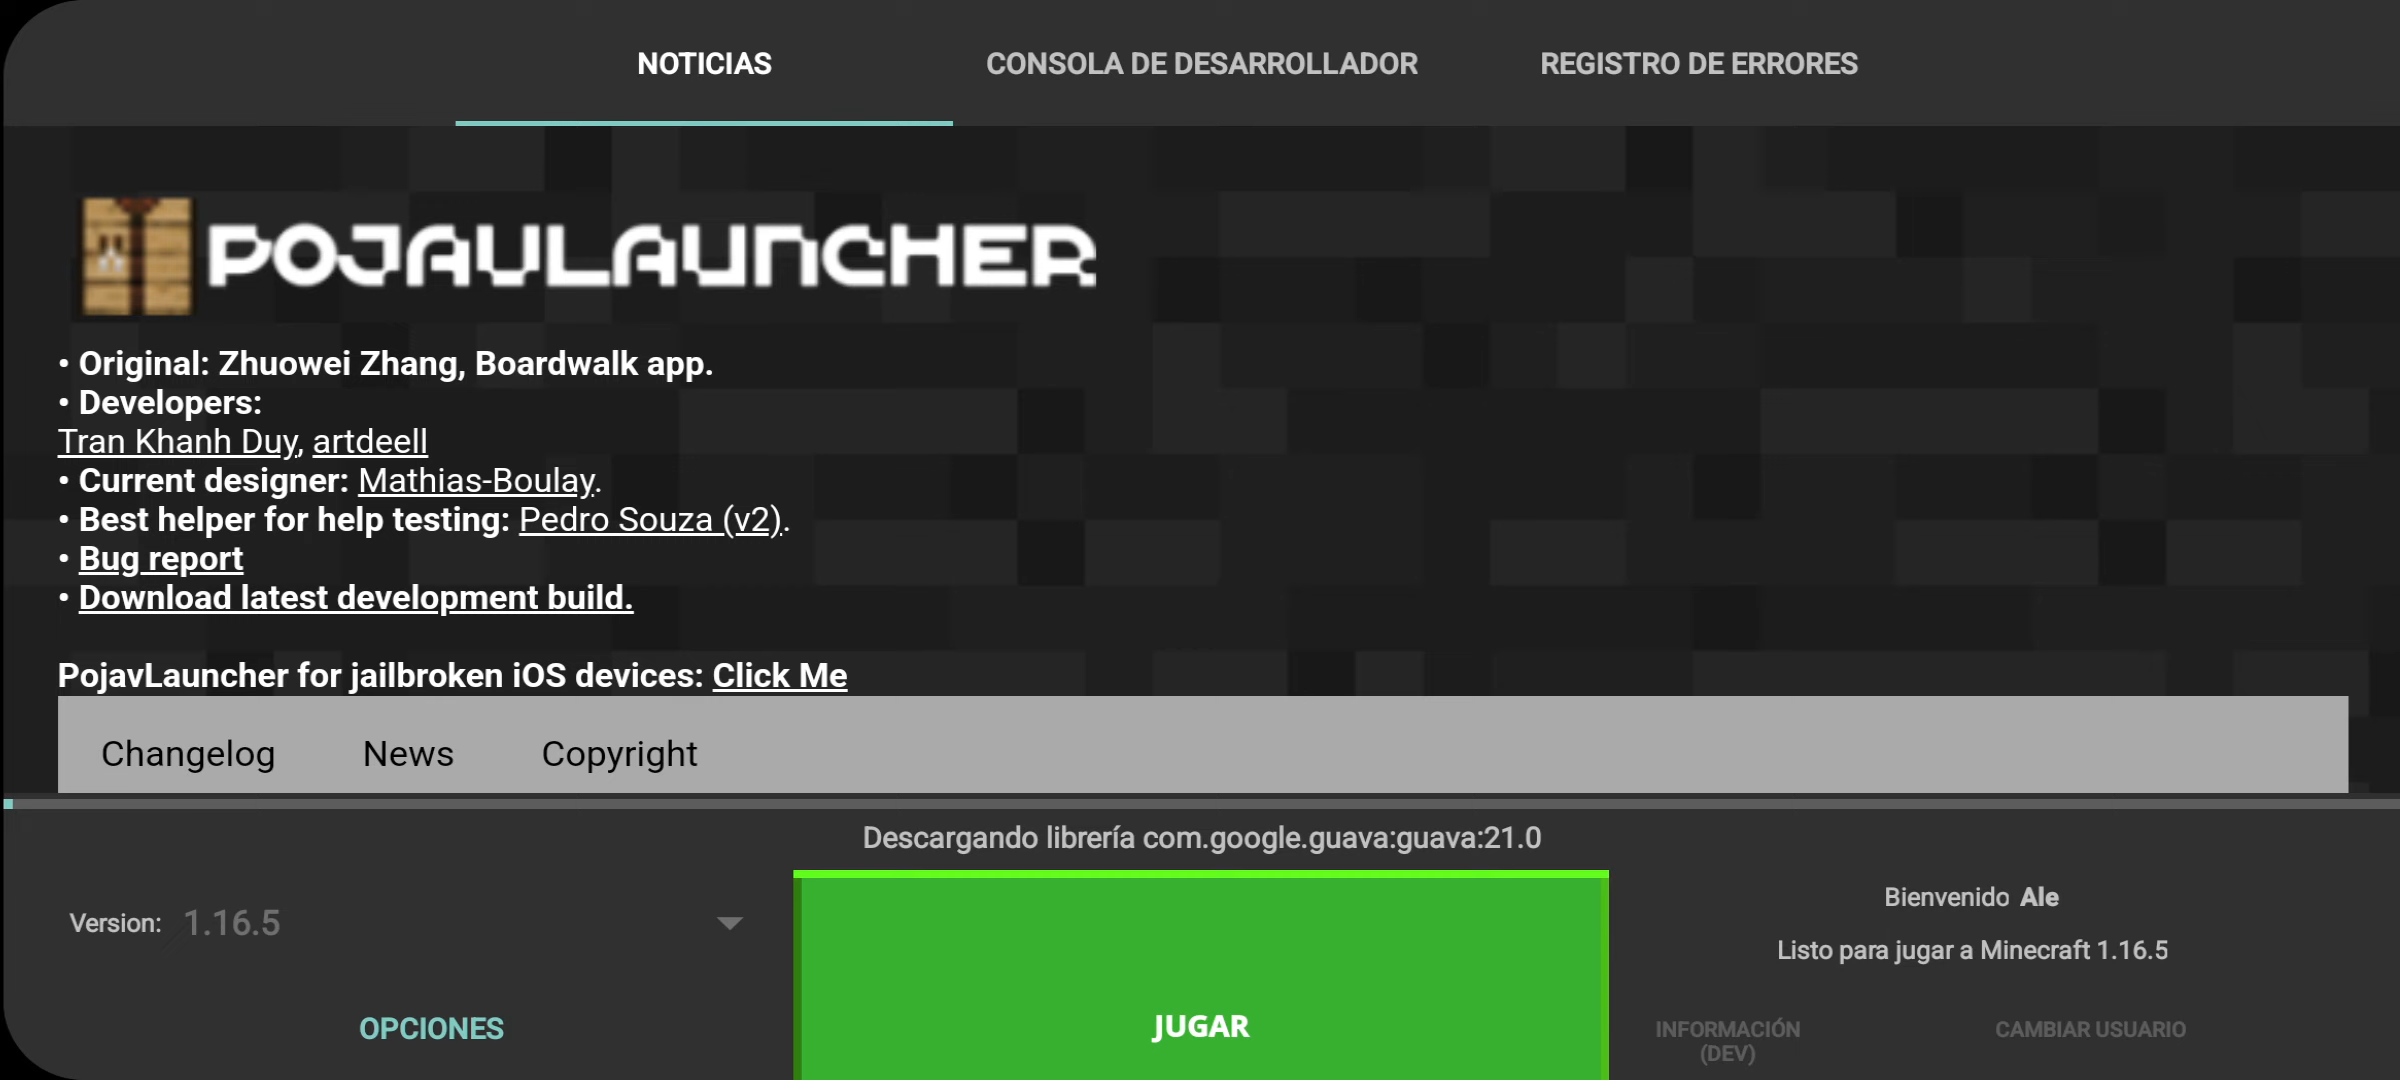 NOTICIAS CONSOLA DE DESARROLLADOR REGISTRO DE ERRORES
POJAVLAUNCHER
• Original: Zhuowei Zhang, Boardwalk app.
• Developers:
Tran Khanh Duy, artdeell
• Current designer: Mathias-Boulay.
• Best helper for help testing: Pedro Souza (v2).
• Bug report
• Download latest development build.
PojavLauncher for jailbroken iOS devices: Click Me
Changelog News Copyright
Descargando librería com.google.guava:guava:21.0
Version: 1.16.5
OPCIONES
JUGAR
Bienvenido Ale
Listo para jugar a Minecraft 1.16.5
INFORMACIÓN
(DEV)
CAMBIAR USUARIO